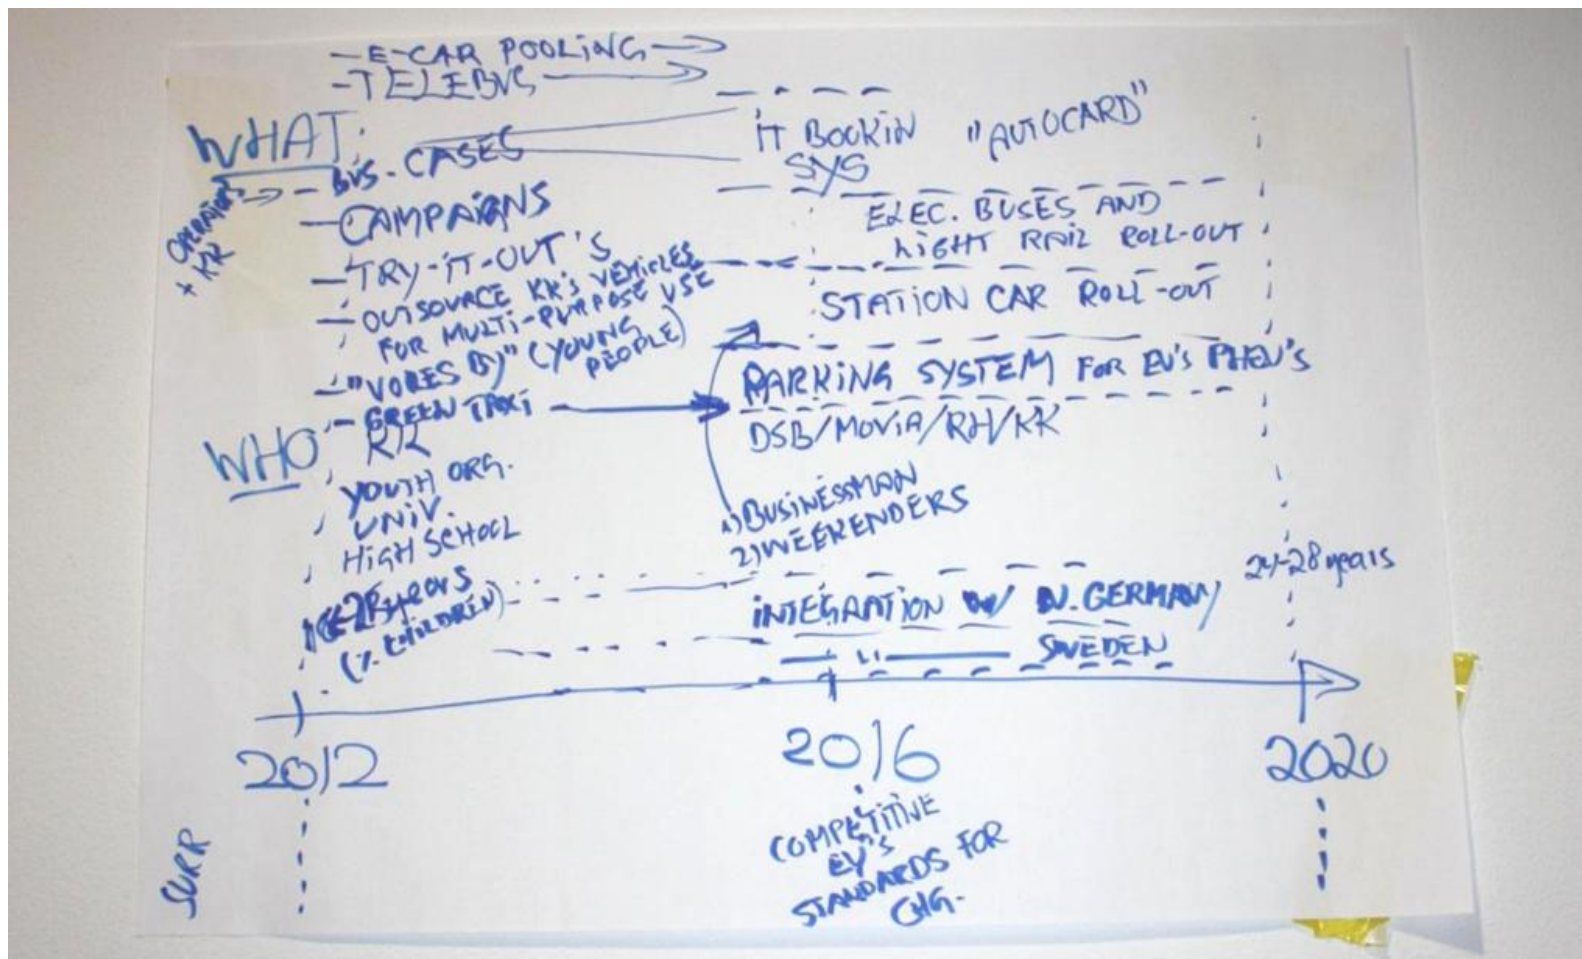 - E-CAR POOLING
- TELEBUS
WHAT:
- BUS. CASES
OPERATORS
+ KK
- CAMPAIGNS
- TRY-IT-OUT'S
- OUTSOURCE KK'S VEHICLES
FOR MULTI-PURPOSE USE
- "VORES BY" (YOUNG
PEOPLE)
- GREEN TAXI
WHO
KK
YOUTH ORG.
UNIV.
HIGH SCHOOL
years
(% CHILDREN)
IT BOOKIN "AUTOCARD"
SYS
ELEC. BUSES AND
LIGHT RAIL ROLL-OUT
STATION CAR ROLL-OUT
PARKING SYSTEM FOR EV'S PHEV'S
DSB/MOVIA/RH/KK
1) BUSINESSMAN
2) WEEKENDERS
24-28 years
INTEGRATION W/ N. GERMANY
" SWEDEN
2012
2016
2020
SURR
COMPETITIVE
EV'S
STANDARDS FOR
CHG.